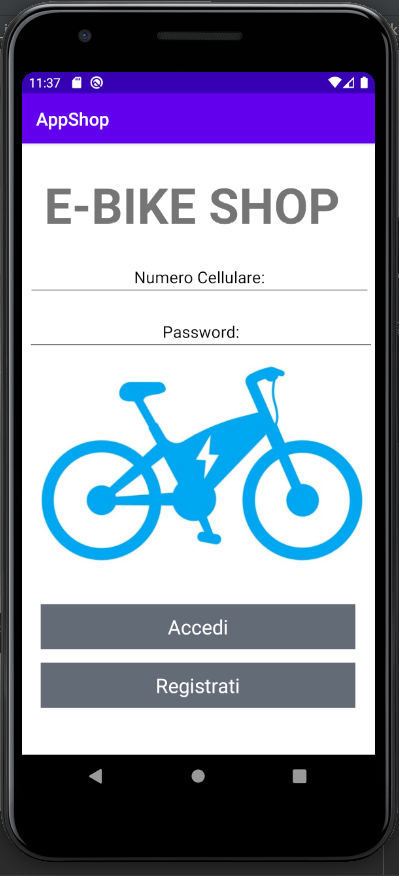 11:37
AppShop
E-BIKE SHOP
Numero Cellulare:
Password:
Accedi
Registrati